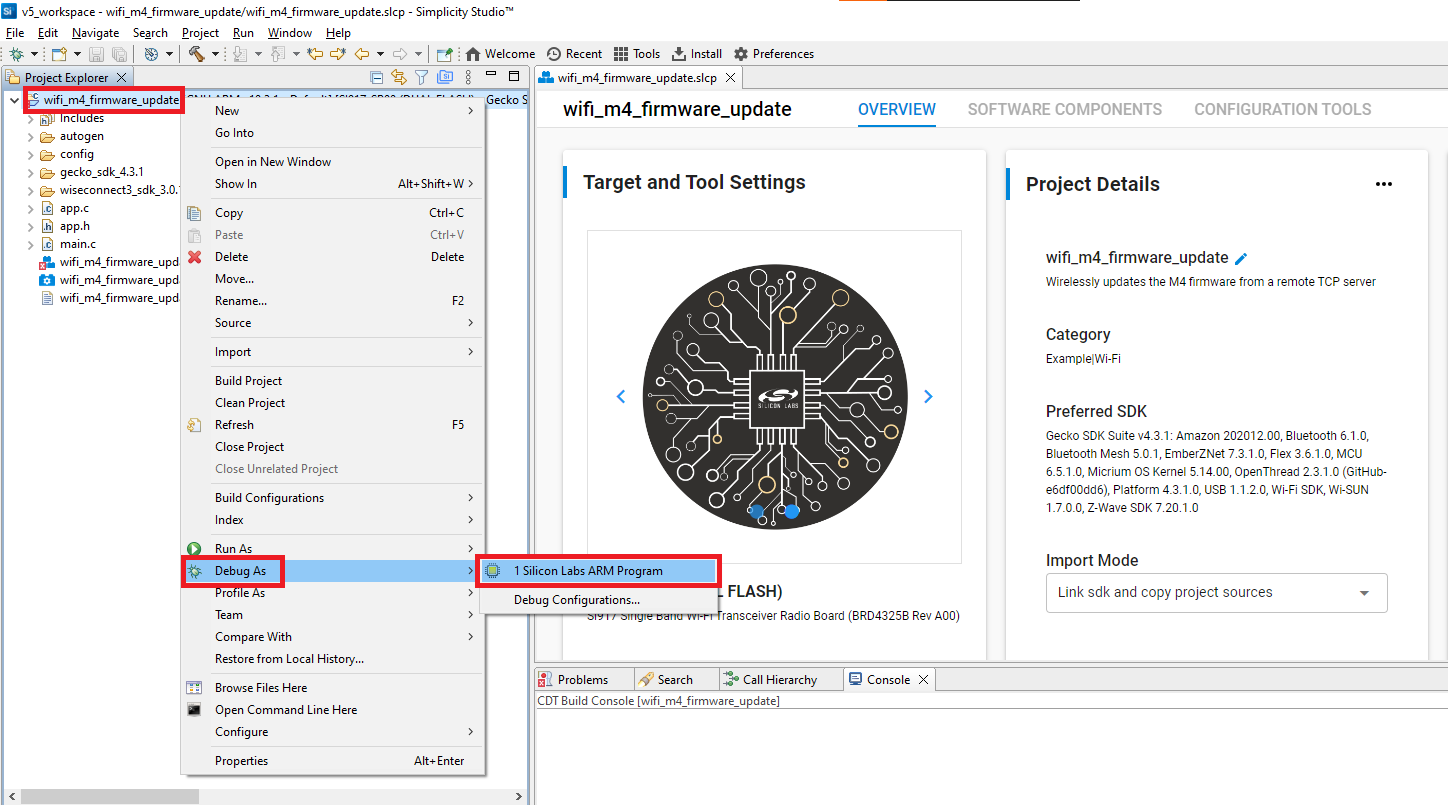 v5_workspace - wifi_m4_firmware_update/wifi_m4_firmware_update.slcp - Simplicity Studio™
File Edit Navigate Search Project Run Window Help
Welcome Recent Tools Install Preferences
Project Explorer
wifi_m4_firmware_update
Gecko S
Includes
autogen
config
gecko_sdk_4.3.1
wiseconnect3_sdk_3.0.
app.c
app.h
main.c
wifi_m4_firmware_upd
wifi_m4_firmware_upd
wifi_m4_firmware_upd
New
Go Into
Open in New Window
Show In Alt+Shift+W
Copy Ctrl+C
Paste Ctrl+V
Delete Delete
Move...
Rename... F2
Source
Import
Build Project
Clean Project
Refresh F5
Close Project
Close Unrelated Project
Build Configurations
Index
Run As
Debug As
Profile As
Team
Compare With
Restore from Local History...
Browse Files Here
Open Command Line Here
Configure
Properties Alt+Enter
1 Silicon Labs ARM Program
Debug Configurations...
wifi_m4_firmware_update.slcp
wifi_m4_firmware_update
OVERVIEW SOFTWARE COMPONENTS CONFIGURATION TOOLS
Target and Tool Settings
SILICON LABS
FLASH)
Si917 Single Band Wi-Fi Transceiver Radio Board (BRD4325B Rev A00)
Project Details
wifi_m4_firmware_update
Wirelessly updates the M4 firmware from a remote TCP server
Category
Example|Wi-Fi
Preferred SDK
Gecko SDK Suite v4.3.1: Amazon 202012.00, Bluetooth 6.1.0,
Bluetooth Mesh 5.0.1, EmberZNet 7.3.1.0, Flex 3.6.1.0, MCU
6.5.1.0, Micrium OS Kernel 5.14.00, OpenThread 2.3.1.0 (GitHub-
e6df00dd6), Platform 4.3.1.0, USB 1.1.2.0, Wi-Fi SDK, Wi-SUN
1.7.0.0, Z-Wave SDK 7.20.1.0
Import Mode
Link sdk and copy project sources
Problems Search Call Hierarchy Console
CDT Build Console [wifi_m4_firmware_update]